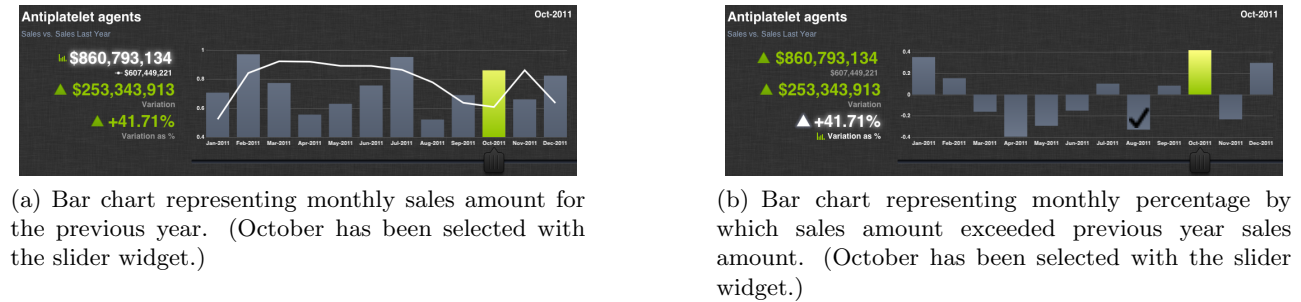 Antiplatelet agents
Oct-2011
Sales vs. Sales Last Year
$860,793,134
$607,449,221
$253,343,913
Variation
+41.71%
Variation as %
1
0.8
0.6
0.4
Jan-2011 Feb-2011 Mar-2011 Apr-2011 May-2011 Jun-2011 Jul-2011 Aug-2011 Sep-2011 Oct-2011 Nov-2011 Dec-2011
(a) Bar chart representing monthly sales amount for
the previous year. (October has been selected with
the slider widget.)
Antiplatelet agents
Oct-2011
Sales vs. Sales Last Year
$860,793,134
$607,449,221
$253,343,913
Variation
+41.71%
Variation as %
0.4
0.2
0
-0.2
-0.4
Jan-2011 Feb-2011 Mar-2011 Apr-2011 May-2011 Jun-2011 Jul-2011 Aug-2011 Sep-2011 Oct-2011 Nov-2011 Dec-2011
(b) Bar chart representing monthly percentage by
which sales amount exceeded previous year sales
amount. (October has been selected with the slider
widget.)